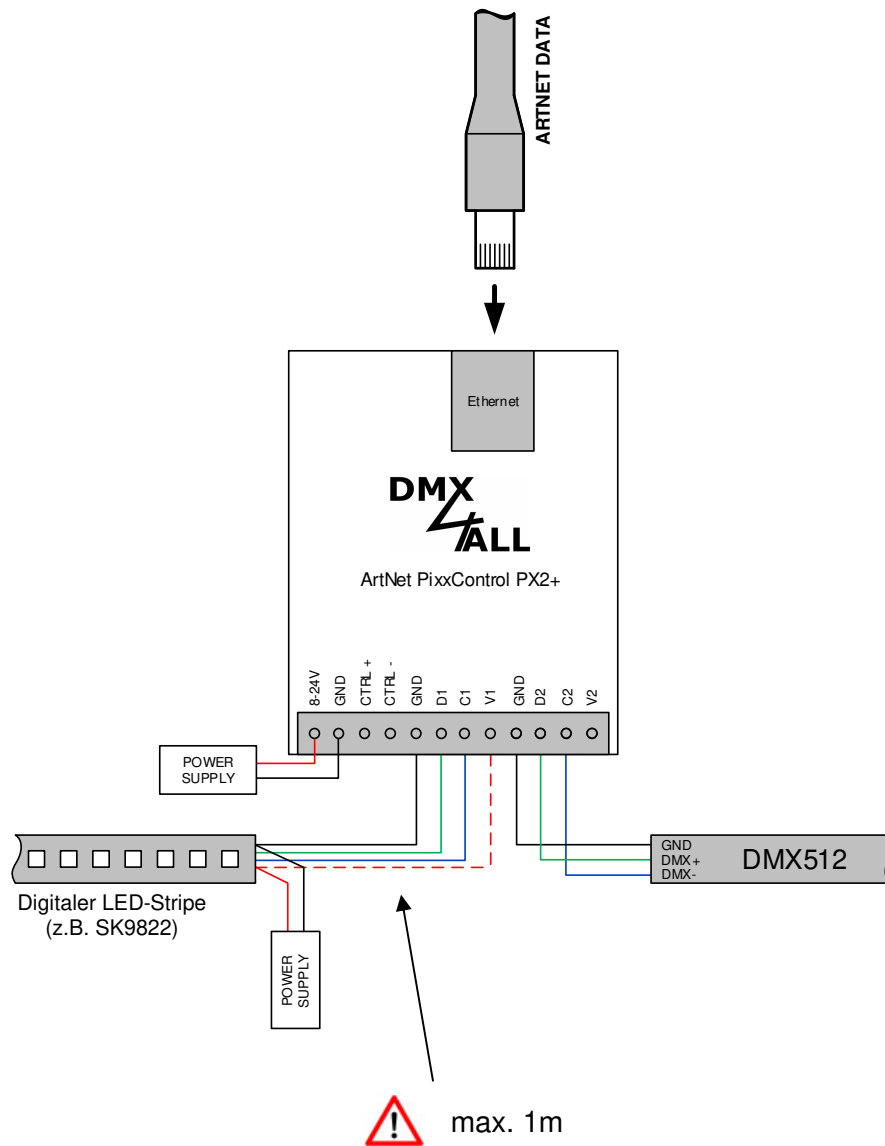 ARTNET DATA
Ethernet
DMX
4
ALL
ArtNet PixxControl PX2+
8-24V
GND
CTRL +
CTRL -
GND
D1
C1
V1
GND
D2
C2
V2
POWER
SUPPLY
GND
DMX+
DMX-
DMX512
Digitaler LED-Stripe
(z.B. SK9822)
POWER
SUPPLY
! max. 1m